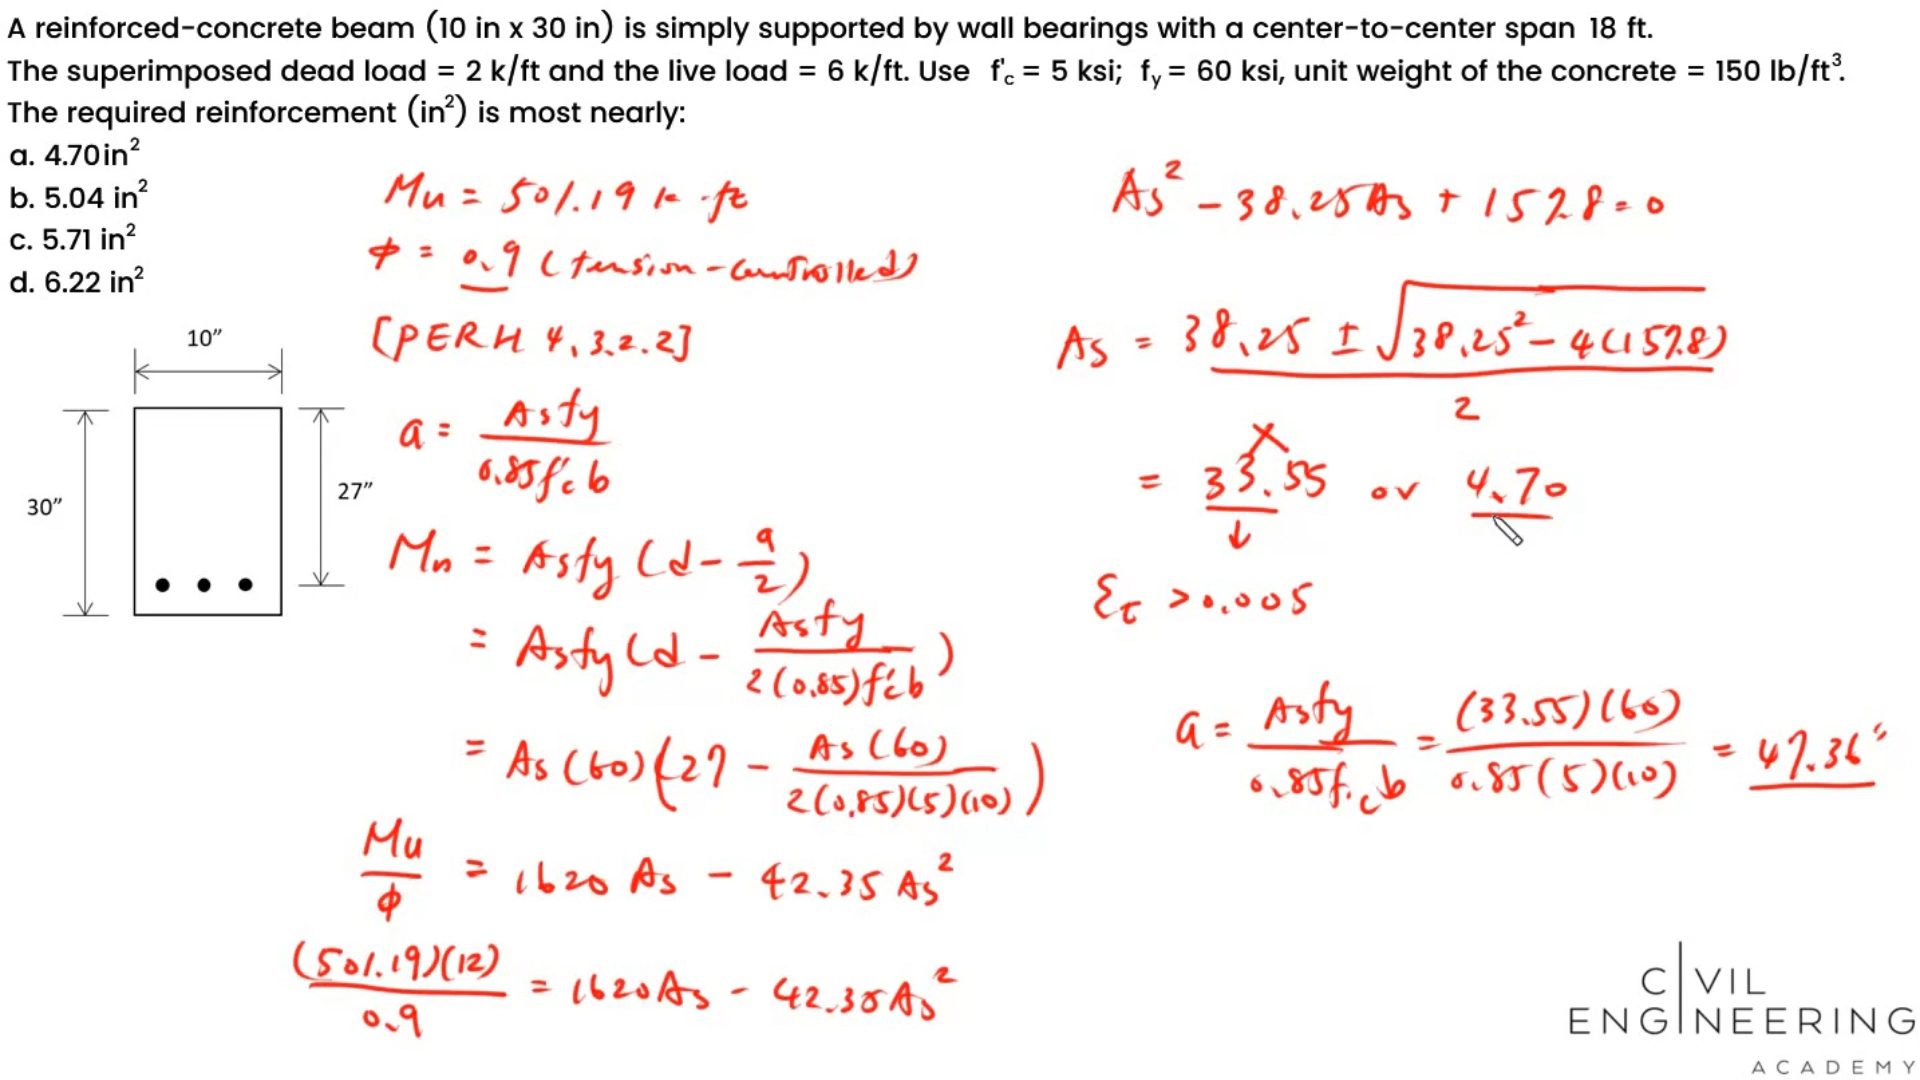 A reinforced-concrete beam (10 in x 30 in) is simply supported by wall bearings with a center-to-center span 18 ft.
The superimposed dead load = 2 k/ft and the live load = 6 k/ft. Use f'c = 5 ksi; fy = 60 ksi, unit weight of the concrete = 150 lb/ft³.
The required reinforcement (in²) is most nearly:
a. 4.70in²
b. 5.04 in²
c. 5.71 in²
d. 6.22 in²
10”
30”
27”
Mu = 501.19 k-ft
φ = 0.9 (tension-controlled)
[PERH 4.3.2.2]
a = Asfy / 0.85f'c b
Mn = Asfy (d - a/2)
= Asfy (d - Asfy / 2(0.85)f'c b)
= As (60) (27 - As (60) / 2(0.85)(5)(10))
Mu/φ = 1620 As - 42.35 As²
(501.19)(12) / 0.9 = 1620As - 42.35As²
As² - 38.25As + 157.8 = 0
As = 38.25 ± √38.25² - 4(157.8) / 2
= 33.55 or 4.70
εt > 0.005
a = Asfy / 0.85f'c b = (33.55)(60) / 0.85(5)(10) = 47.36"
CIVIL
ENGINEERING
ACADEMY